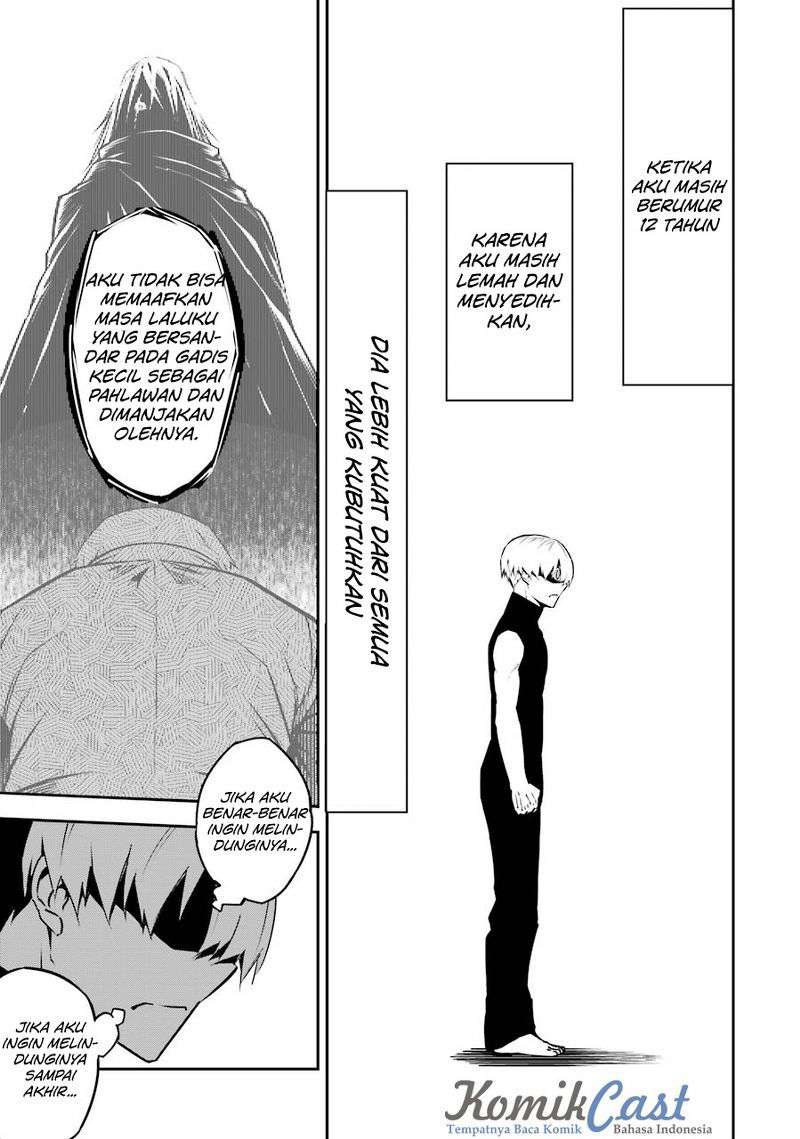 KETIKA
AKU MASIH
BERUMUR
12 TAHUN
KARENA
AKU MASIH
LEMAH DAN
MENYEDIH-
KAN,
DIA LEBIH KUAT DARI SEMUA
YANG KUBUTUHKAN
AKU TIDAK BISA
MEMAAFKAN
MASA LALUKU
YANG BERSAN-
DAR PADA GADIS
KECIL SEBAGAI
PAHLAWAN DAN
DIMANJAKAN
OLEHNYA.
JIKA AKU
BENAR-BENAR
INGIN MELIN-
DUNGINYA...
JIKA AKU
INGIN MELIN-
DUNGINYA
SAMPAI
AKHIR...
KomikCast
Tempatnya Baca Komik Bahasa Indonesia